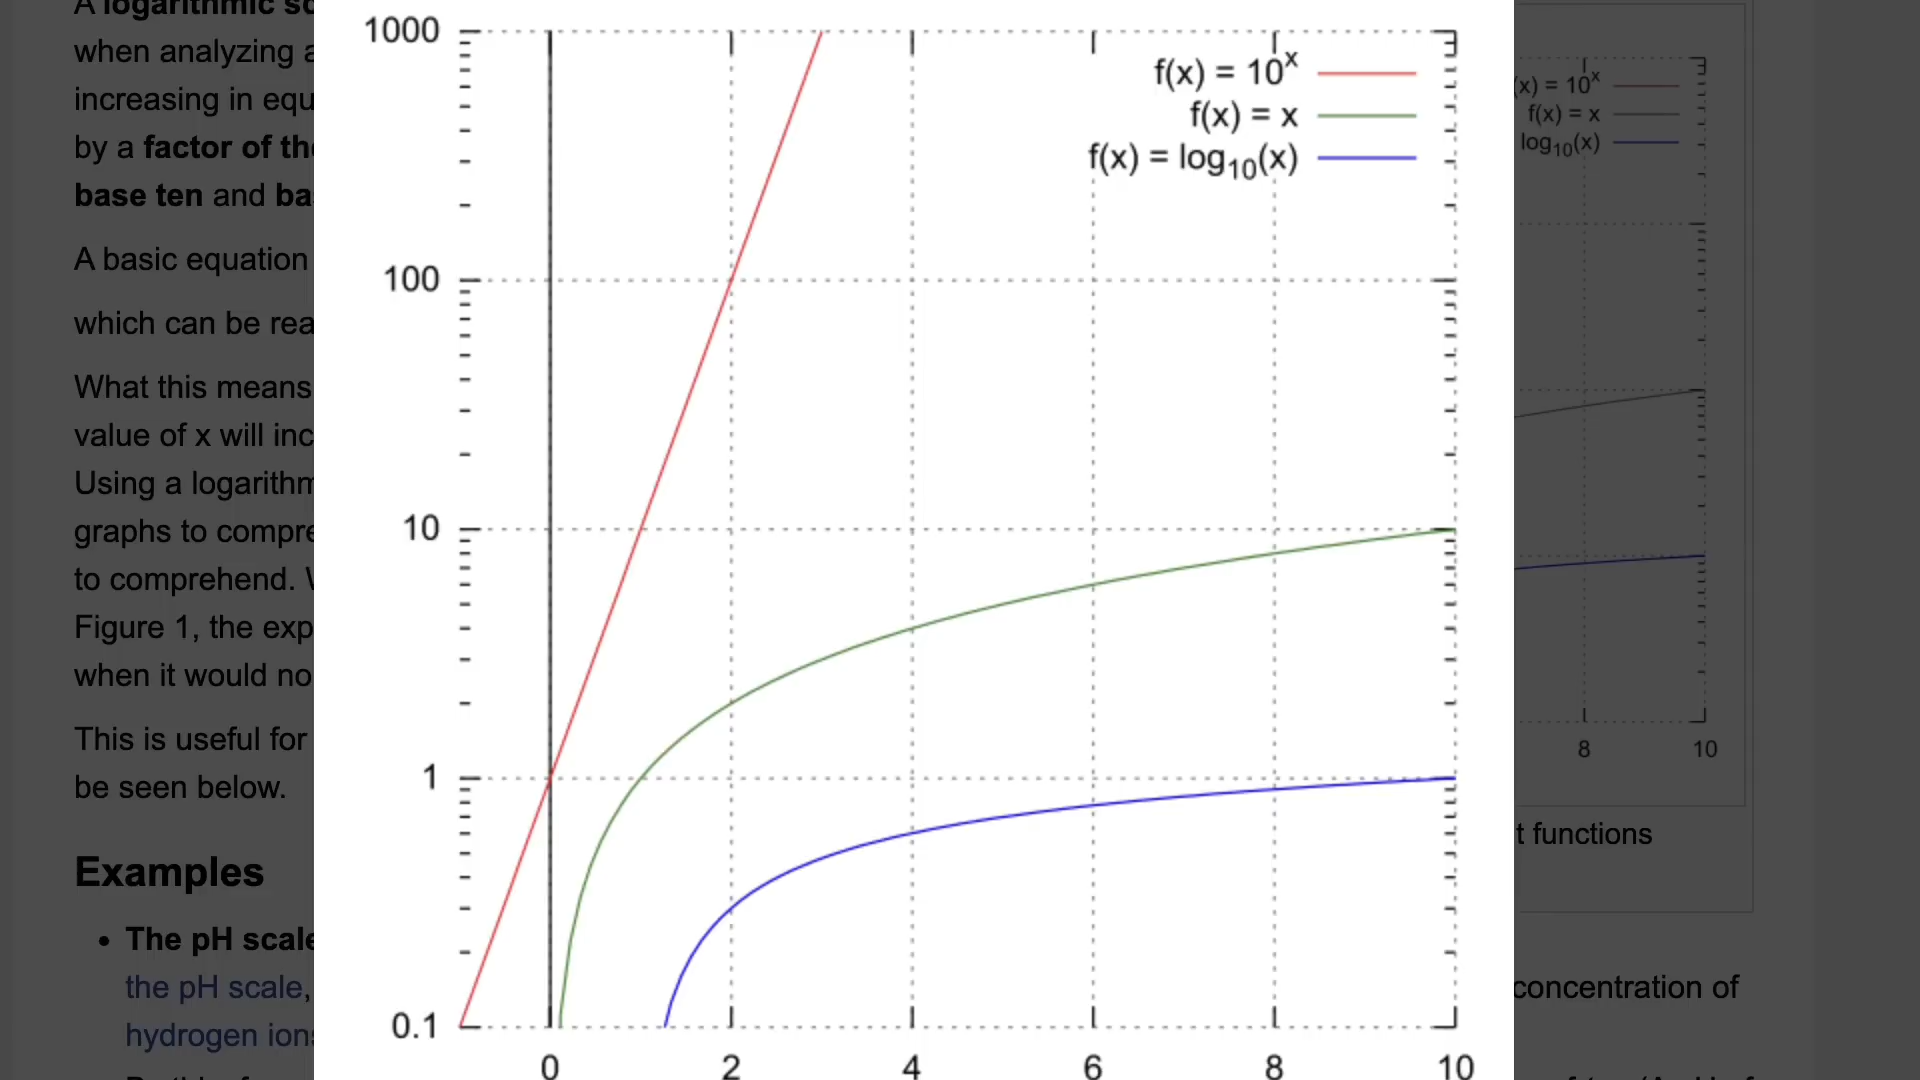 A logarithmic sc
when analyzing a
increasing in equ
by a factor of the
base ten and ba
A basic equation
which can be rea
What this means
value of x will inc
Using a logarithm
graphs to compre
to comprehend.
Figure 1, the exp
when it would no
This is useful for
be seen below.
Examples
• The pH scale
the pH scale,
hydrogen ions
1000
100
10
1
0.1
0 2 4 6 8 10
f(x) = 10ˣ
f(x) = x
f(x) = log₁₀(x)
(x) = 10ˣ
f(x) = x
log₁₀(x)
8 10
t functions
concentration of